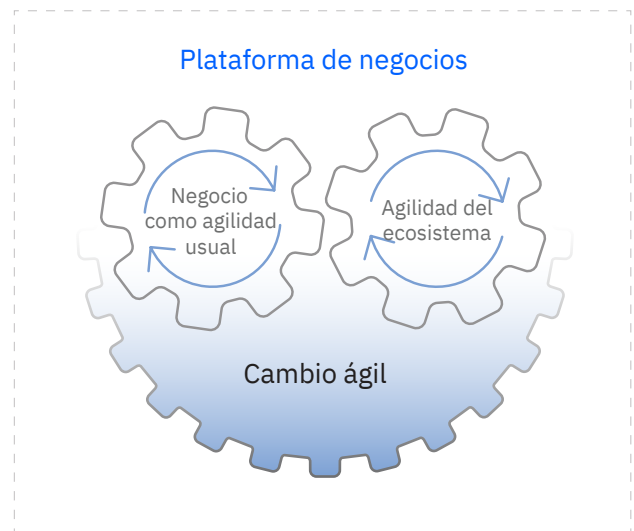 Plataforma de negocios
Negocio
como agilidad
usual
Agilidad del
ecosistema
Cambio ágil